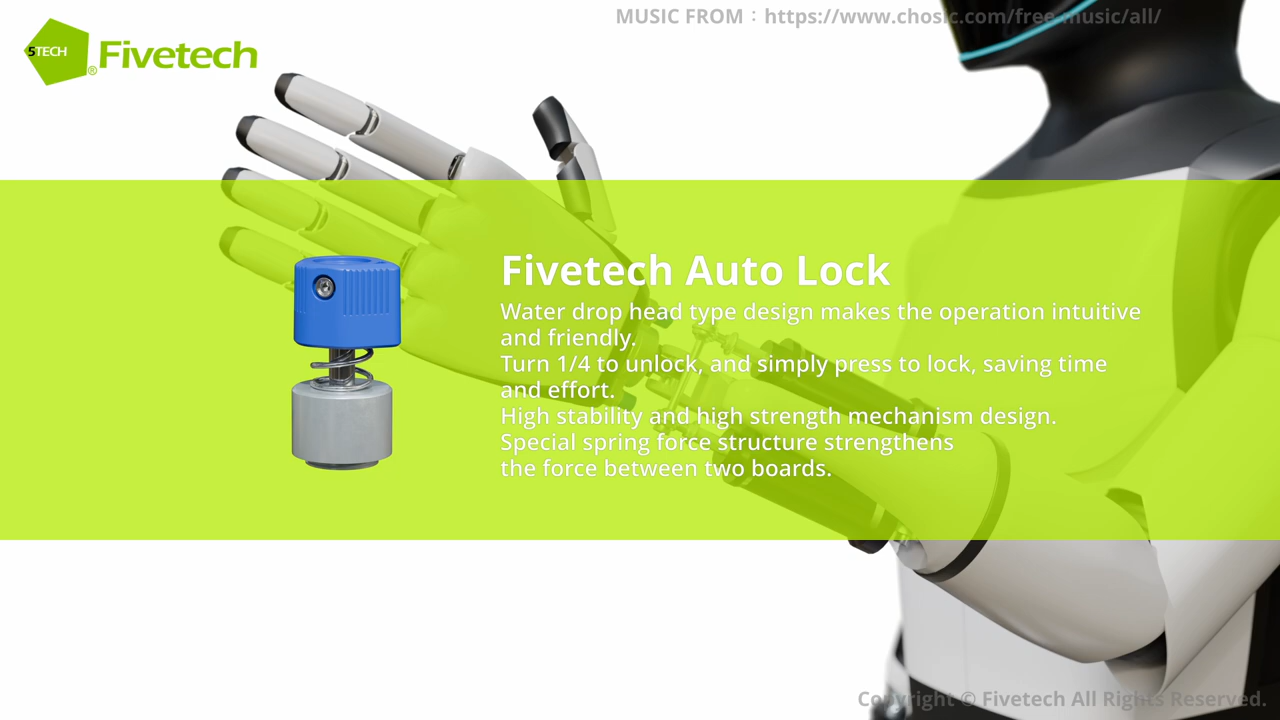 MUSIC FROM：https://www.chosic.com/free-music/all/
5TECH
® Fivetech
Fivetech Auto Lock
Water drop head type design makes the operation intuitive
and friendly.
Turn 1/4 to unlock, and simply press to lock, saving time
and effort.
High stability and high strength mechanism design.
Special spring force structure strengthens
the force between two boards.
Copyright © Fivetech All Rights Reserved.